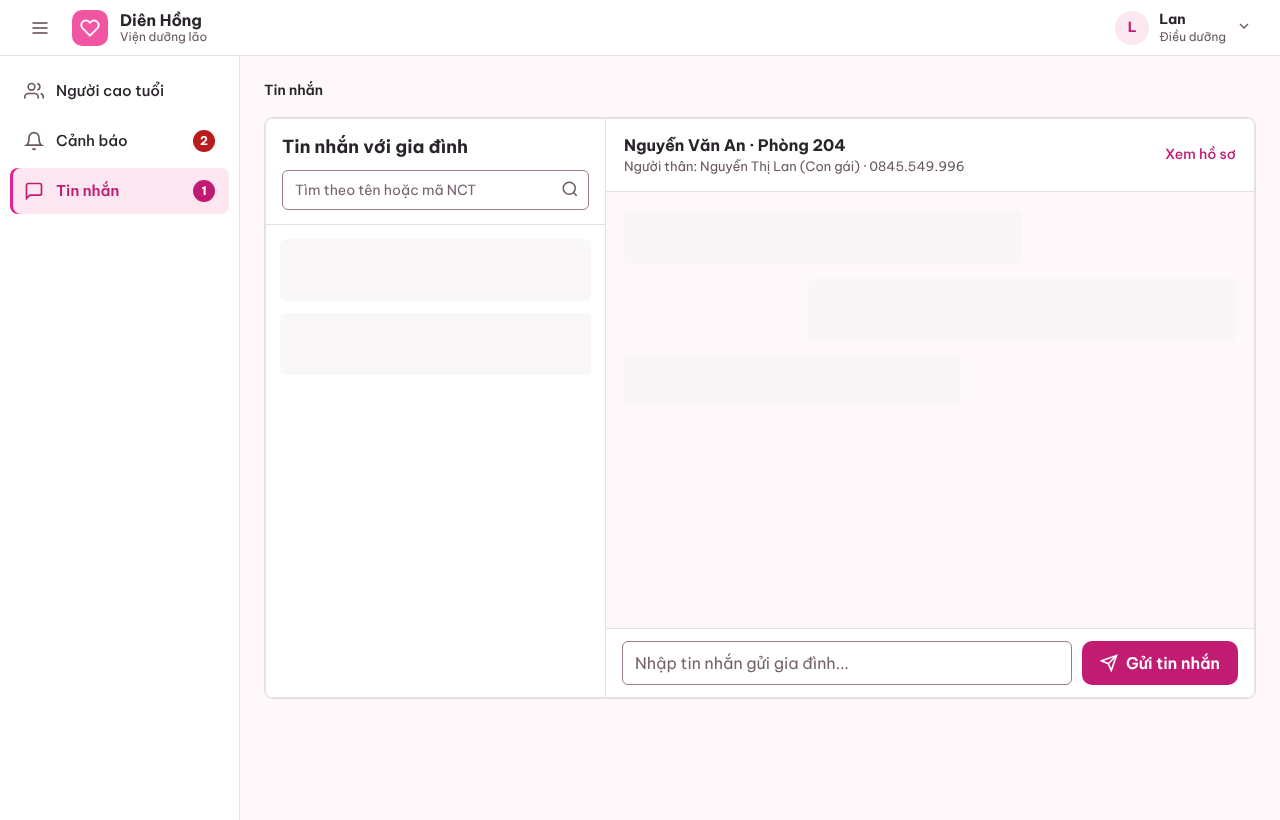 Diên Hồng
Viện dưỡng lão
L
Lan
Điều dưỡng
Người cao tuổi
Cảnh báo
2
Tin nhắn
1
Tin nhắn
Tin nhắn với gia đình
Tìm theo tên hoặc mã NCT
Nguyễn Văn An · Phòng 204
Người thân: Nguyễn Thị Lan (Con gái) · 0845.549.996
Xem hồ sơ
Nhập tin nhắn gửi gia đình...
Gửi tin nhắn